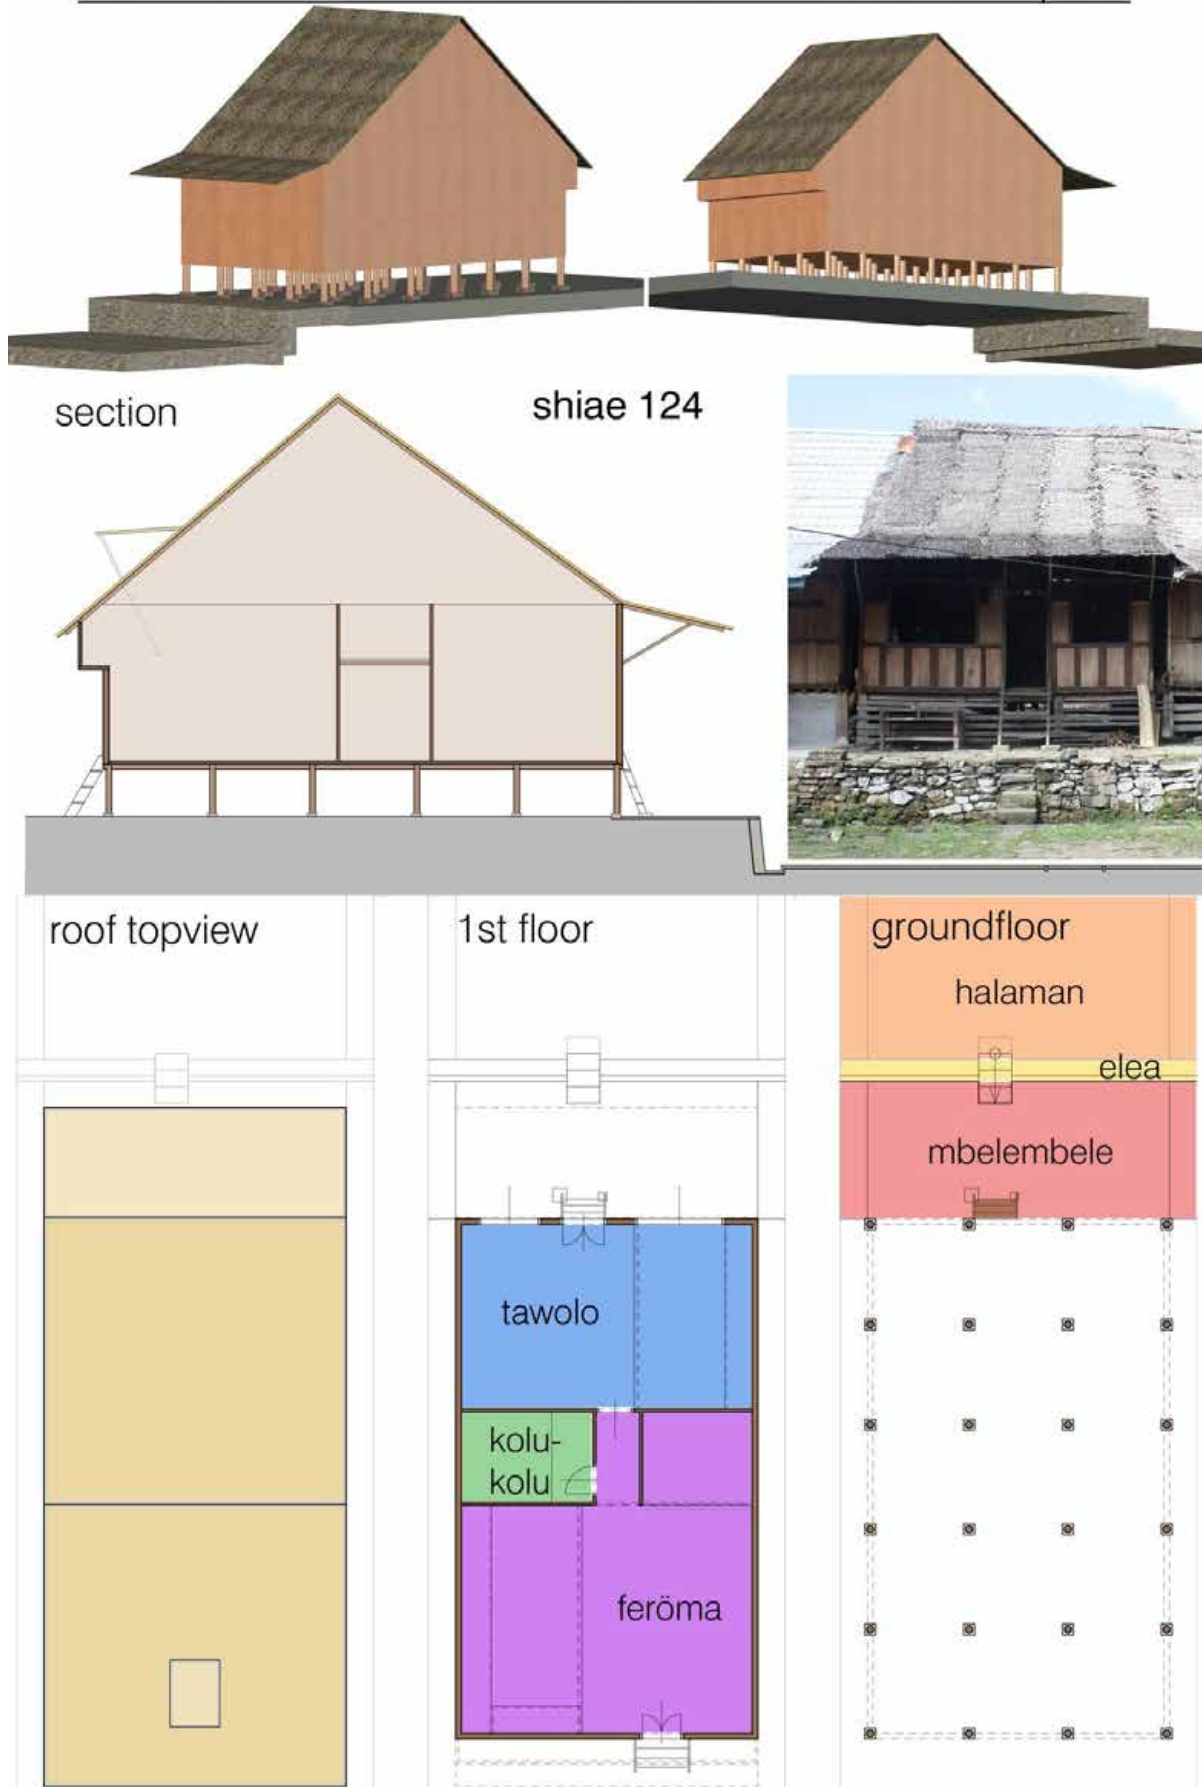 section
shiae 124
roof topview
1st floor
groundfloor
halaman
elea
mbelembele
tawolo
kolu-
kolu
feröma